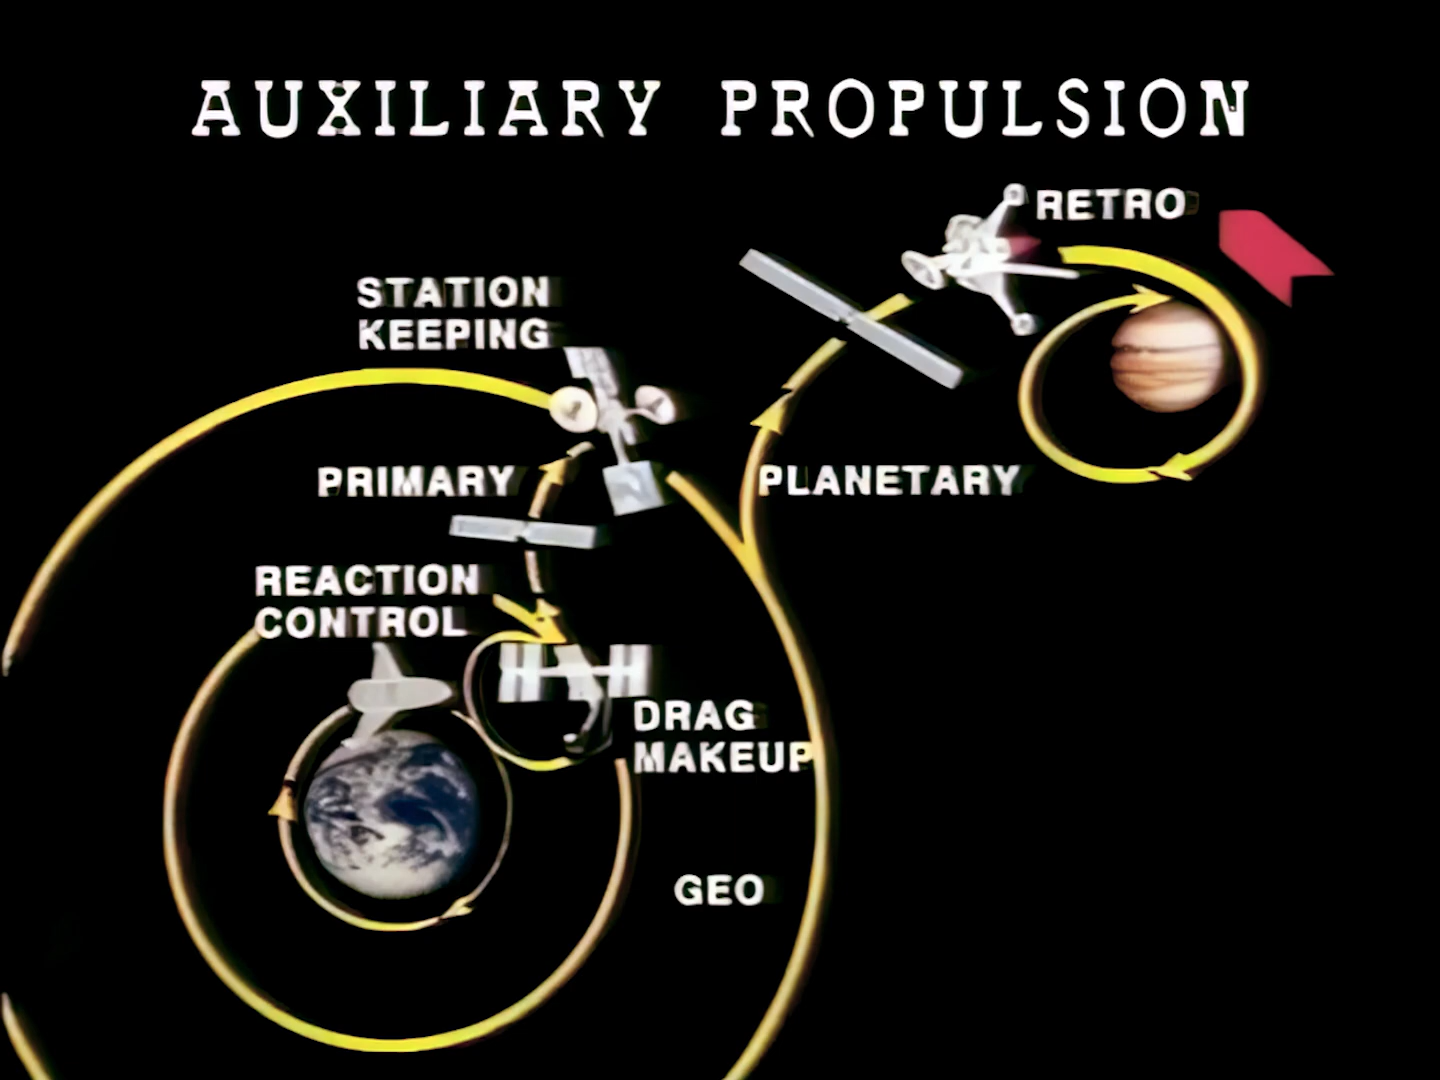 AUXILIARY PROPULSION
RETRO
STATION
KEEPING
PRIMARY
PLANETARY
REACTION
CONTROL
DRAG
MAKEUP
GEO